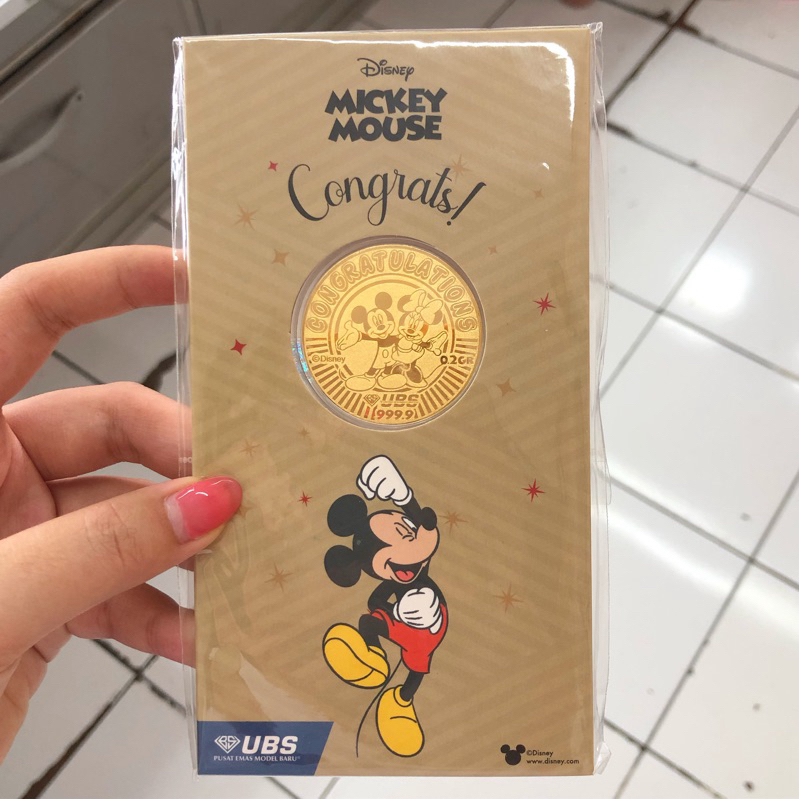 Disney
MICKEY
MOUSE
Congrats!
CONGRATULATIONS
©Disney
0.2GR
UBS
999.9
UBS
PUSAT EMAS MODEL BARU
©Disney
www.disney.com